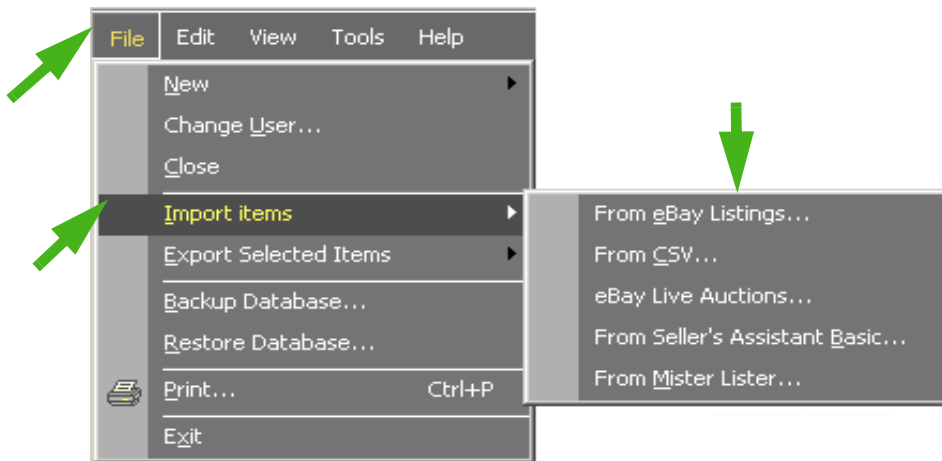 File Edit View Tools Help
New
Change User...
Close
Import items
Export Selected Items
Backup Database...
Restore Database...
Print... Ctrl+P
Exit
From eBay Listings...
From CSV...
eBay Live Auctions...
From Seller's Assistant Basic...
From Mister Lister...